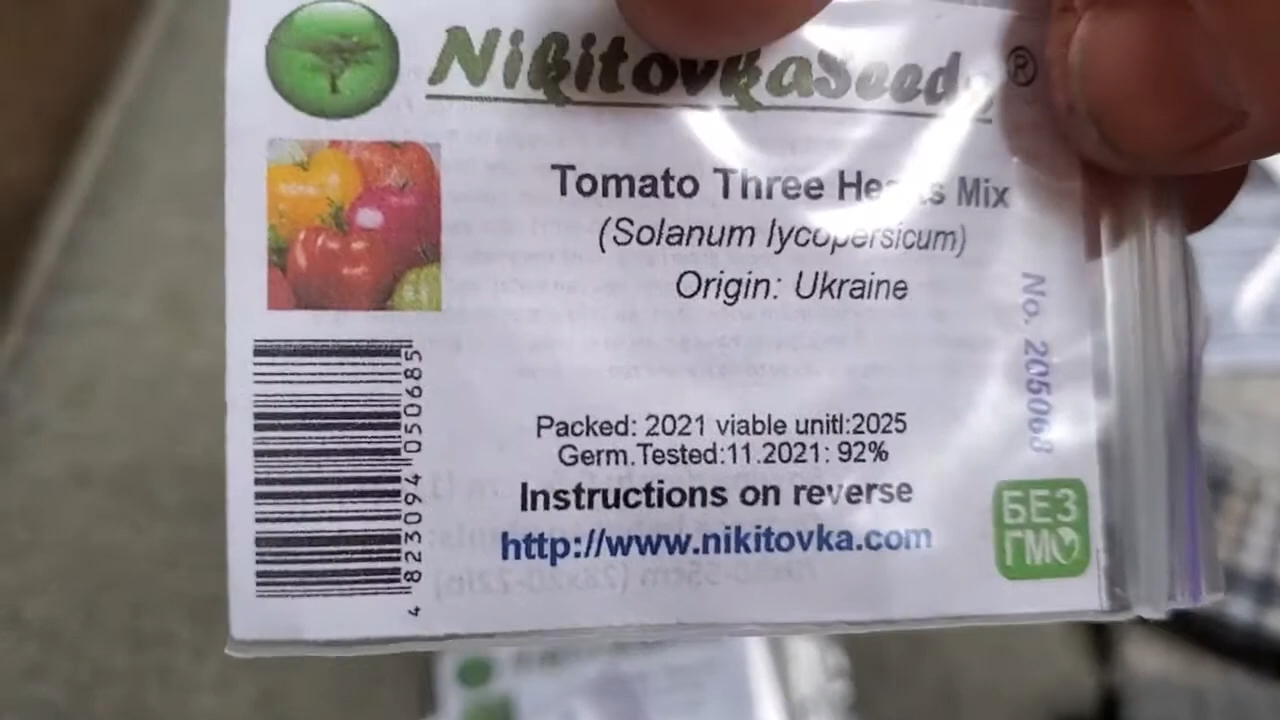 NikitovkaSeeds ®
Tomato Three Mix
(Solanum lycopersicum)
Origin: Ukraine
No. 205068
Packed: 2021 viable unitl:2025
Germ.Tested:11.2021: 92%
Instructions on reverse
http://www.nikitovka.com
БЕЗ
ГМО
4 823094 050685